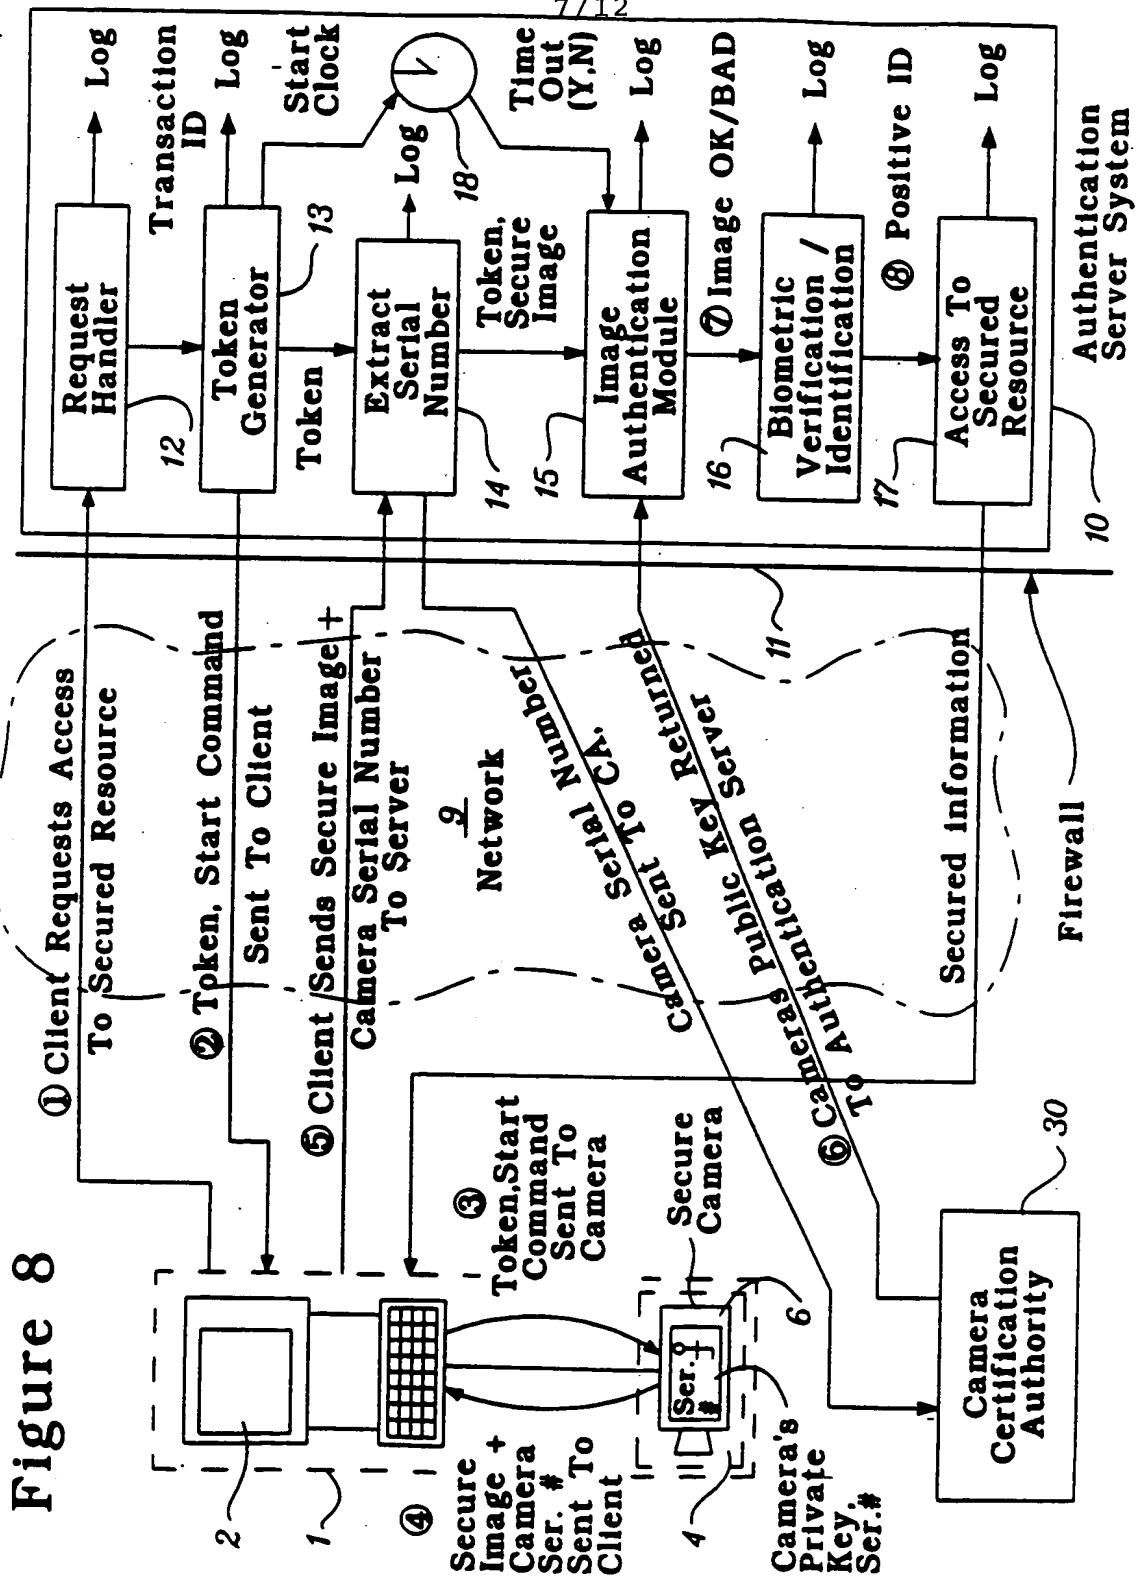 7/12
Figure 8
① Client Requests Access
To Secured Resource
② Token, Start Command
Sent To Client
⑤ Client Sends Secure Image +
Camera Serial Number
To Server
9
Network
Camera Serial Number
Sent To CA.
⑥ Cameras Public Key Returned
To Authentication Server
Secured information
Firewall
11
③
Token,Start
Command
Sent To
Camera
④
Secure
Image +
Camera
Ser. #
Sent To
Client
2
1
4
6
Secure
Camera
Ser.
#
Camera's
Private
Key,
Ser.#
30
Camera
Certification
Authority
Request
Handler
12
Log
Transaction
ID
Token
Generator
13
Log
Start
Clock
18
Token
Extract
Serial
Number
14
Log
Token,
Secure
Image
Time
Out
(Y,N)
Image
Authentication
Module
15
Log
⑦ Image OK/BAD
Biometric
Verification /
Identification
16
Log
⑧ Positive ID
Access To
Secured
Resource
17
Log
10
Authentication
Server System